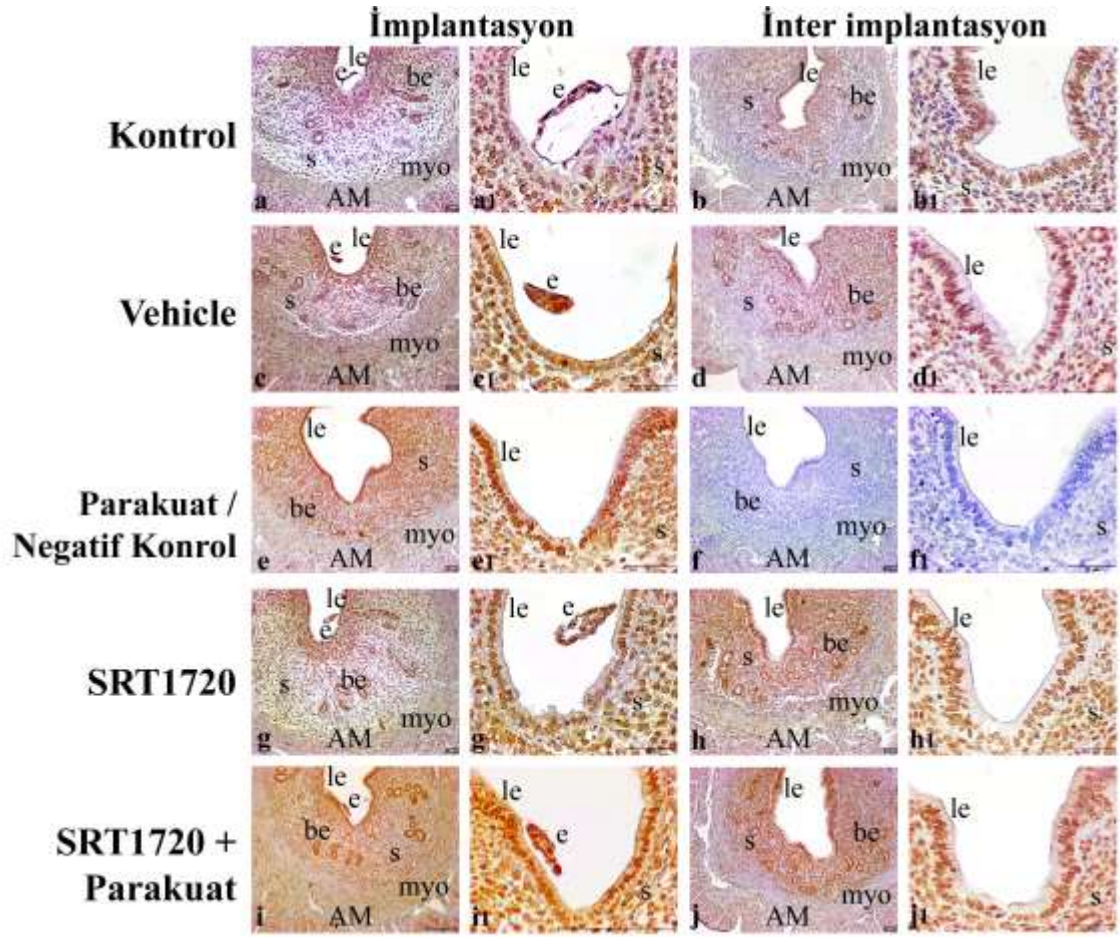 İmplantasyon İnter implantasyon
Kontrol
le e be s myo AM a
le e s a1
le s be myo AM b
le s b1
Vehicle
e le s be myo AM c
le e s c1
le s be myo AM d
le s d1
Parakuat /
Negatif Konrol
le s be myo AM e
le s e1
le s be myo AM f
le s f1
SRT1720
le e s be myo AM g
le e s g
le s be myo AM h
le s h1
SRT1720 +
Parakuat
le e be s myo AM i
le e s i1
le s be myo AM j
le s j1